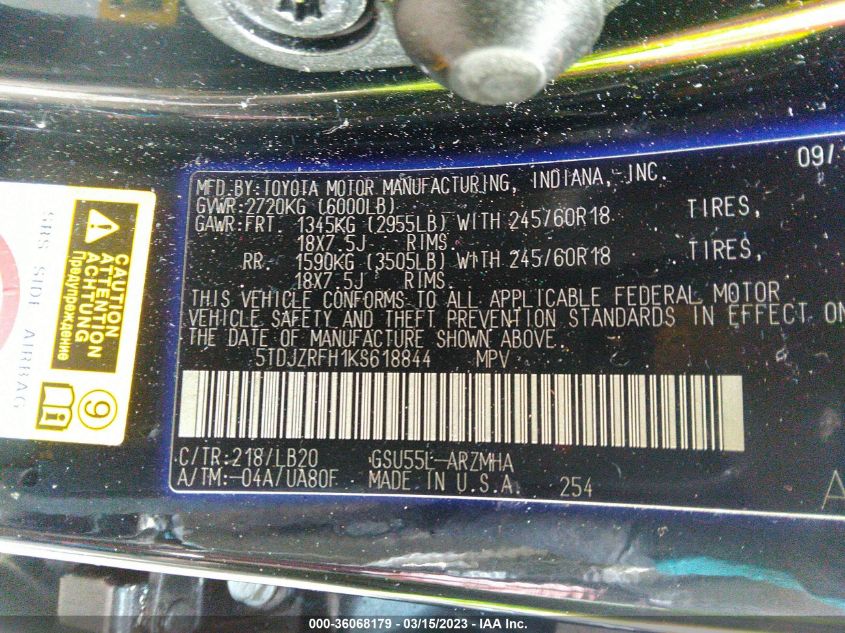 MFD.BY:TOYOTA MOTOR MANUFACTURING, INDIANA, INC. 09/1
GVWR:2720KG (6000LB)
GAWR:FRT. 1345KG (2955LB) WITH 245/60R18 TIRES,
18X7.5J RIMS.
RR. 1590KG (3505LB) WITH 245/60R18 TIRES,
18X7.5J RIMS.
THIS VEHICLE CONFORMS TO ALL APPLICABLE FEDERAL MOTOR
VEHICLE SAFETY AND THEFT PREVENTION STANDARDS IN EFFECT ON
THE DATE OF MANUFACTURE SHOWN ABOVE.
5TDJZRFH1KS618844 MPV
C/TR:218/LB20 GSU55L-ARZMHA
A/TM:-04A/UA80F MADE IN U.S.A. 254 A
SRS SIDE AIRBAG
CAUTION
ATTENTION
ACHTUNG
Предупреждение
i
9
000-36068179 - 03/15/2023 - IAA Inc.